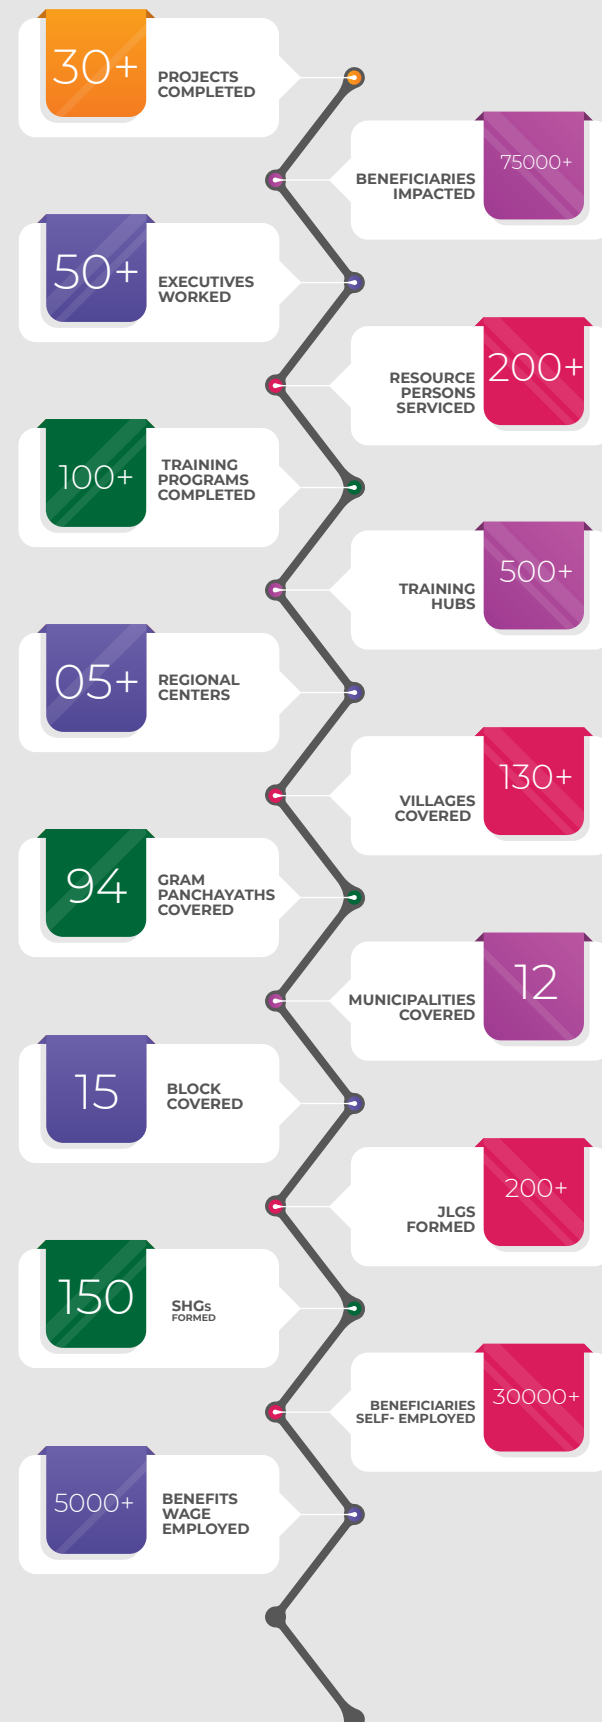 30+
PROJECTS
COMPLETED
75000+
BENEFICIARIES
IMPACTED
50+
EXECUTIVES
WORKED
200+
RESOURCE
PERSONS
SERVICED
100+
TRAINING
PROGRAMS
COMPLETED
500+
TRAINING
HUBS
05+
REGIONAL
CENTERS
130+
VILLAGES
COVERED
94
GRAM
PANCHAYATHS
COVERED
12
MUNICIPALITIES
COVERED
15
BLOCK
COVERED
200+
JLGS
FORMED
150
SHGs
FORMED
30000+
BENEFICIARIES
SELF- EMPLOYED
5000+
BENEFITS
WAGE
EMPLOYED